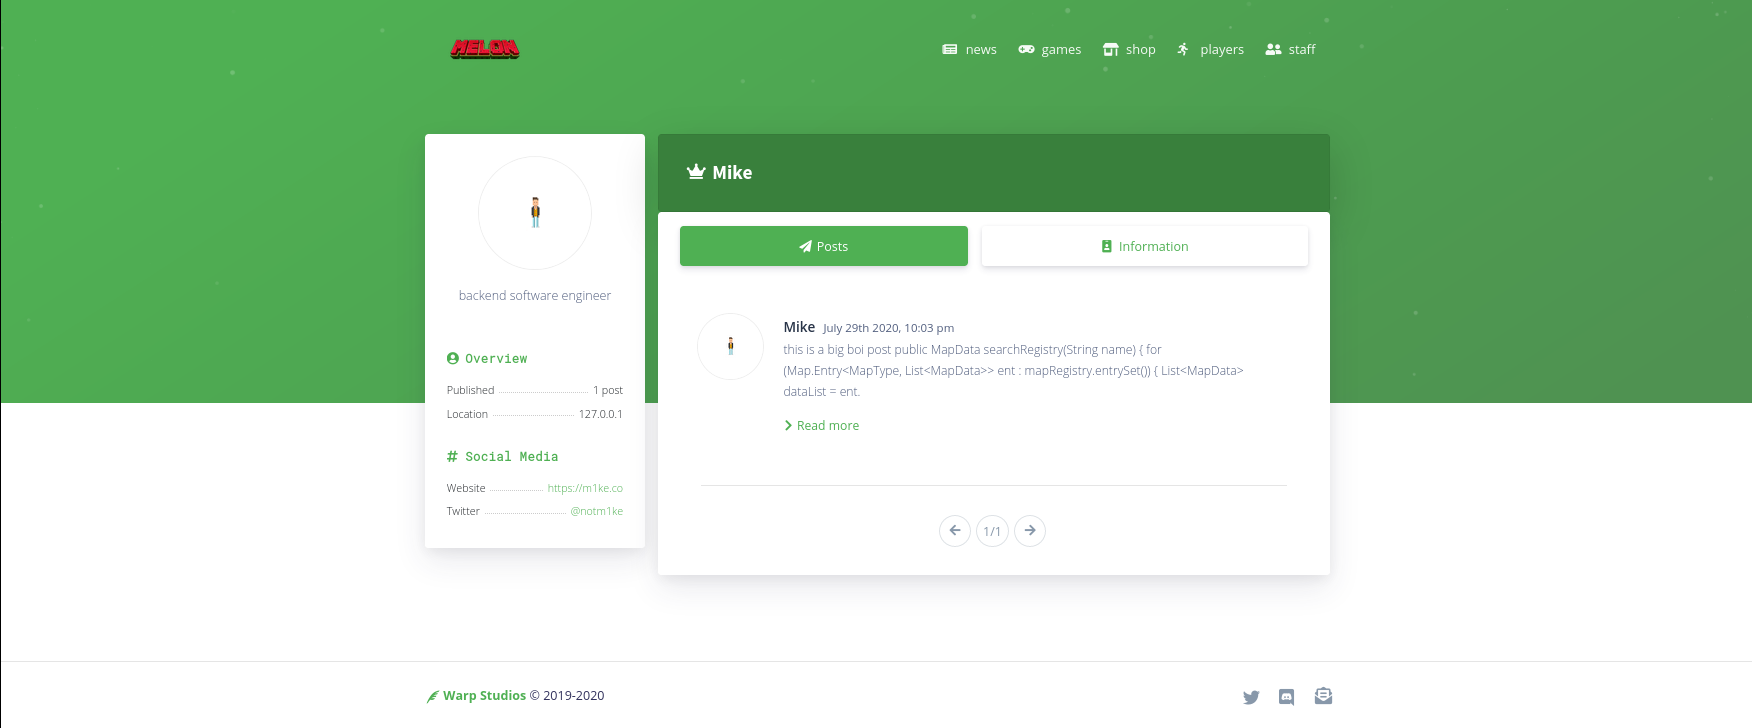 MELON
news games shop players staff
backend software engineer
Overview
Published 1 post
Location 127.0.0.1
# Social Media
Website https://m1ke.co
Twitter @notm1ke
Mike
Posts
Information
Mike July 29th 2020, 10:03 pm
this is a big boi post public MapData searchRegistry(String name) { for
(Map.Entry<MapType, List<MapData>> ent : mapRegistry.entrySet()) { List<MapData>
dataList = ent.
Read more
1/1
Warp Studios © 2019-2020